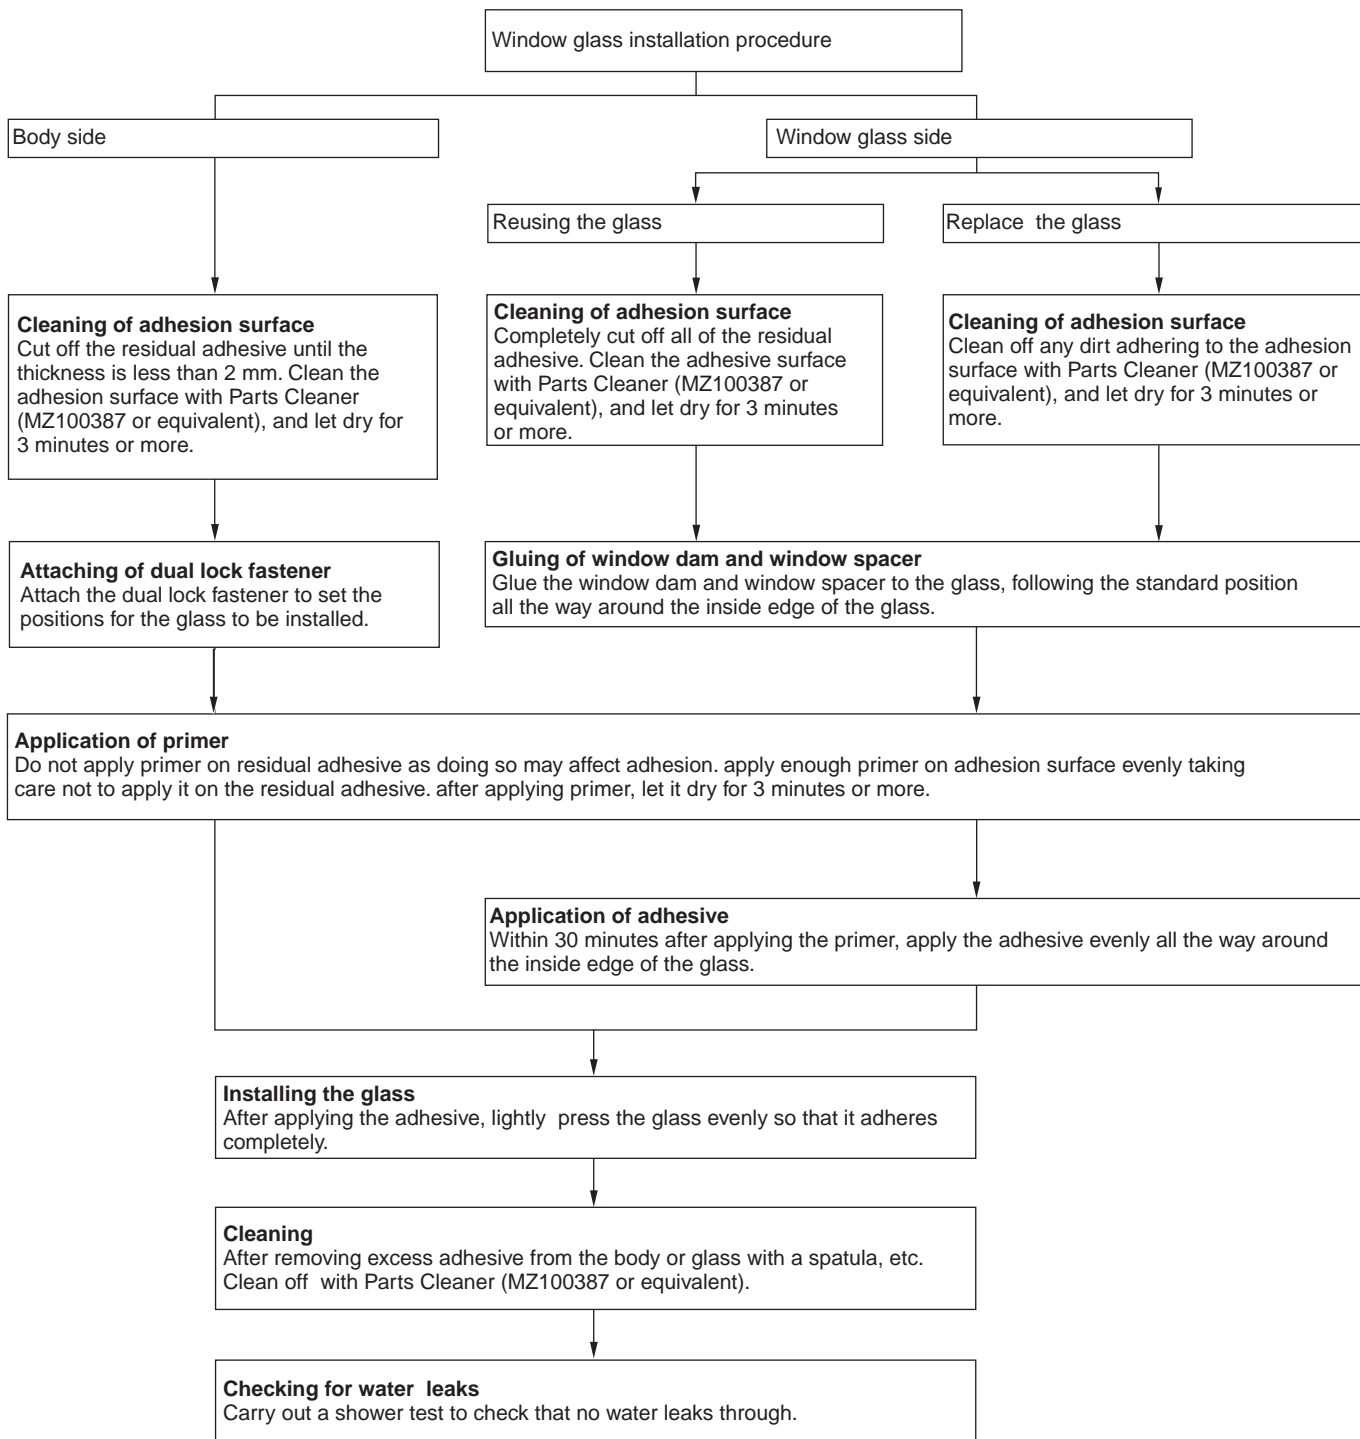 Window glass installation procedure
Body side
Window glass side
Reusing the glass
Replace the glass
Cleaning of adhesion surface
Cut off the residual adhesive until the
thickness is less than 2 mm. Clean the
adhesion surface with Parts Cleaner
(MZ100387 or equivalent), and let dry for
3 minutes or more.
Cleaning of adhesion surface
Completely cut off all of the residual
adhesive. Clean the adhesive surface
with Parts Cleaner (MZ100387 or
equivalent), and let dry for 3 minutes
or more.
Cleaning of adhesion surface
Clean off any dirt adhering to the adhesion
surface with Parts Cleaner (MZ100387 or
equivalent), and let dry for 3 minutes or
more.
Attaching of dual lock fastener
Attach the dual lock fastener to set the
positions for the glass to be installed.
Gluing of window dam and window spacer
Glue the window dam and window spacer to the glass, following the standard position
all the way around the inside edge of the glass.
Application of primer
Do not apply primer on residual adhesive as doing so may affect adhesion. apply enough primer on adhesion surface evenly taking
care not to apply it on the residual adhesive. after applying primer, let it dry for 3 minutes or more.
Application of adhesive
Within 30 minutes after applying the primer, apply the adhesive evenly all the way around
the inside edge of the glass.
Installing the glass
After applying the adhesive, lightly press the glass evenly so that it adheres
completely.
Cleaning
After removing excess adhesive from the body or glass with a spatula, etc.
Clean off with Parts Cleaner (MZ100387 or equivalent).
Checking for water leaks
Carry out a shower test to check that no water leaks through.